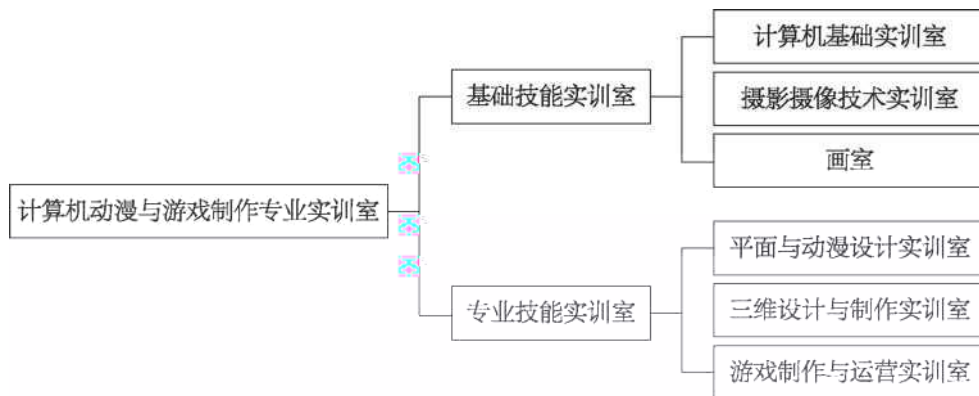 计算机动漫与游戏制作专业实训室
基础技能实训室
计算机基础实训室
摄影摄像技术实训室
画室
专业技能实训室
平面与动漫设计实训室
三维设计与制作实训室
游戏制作与运营实训室